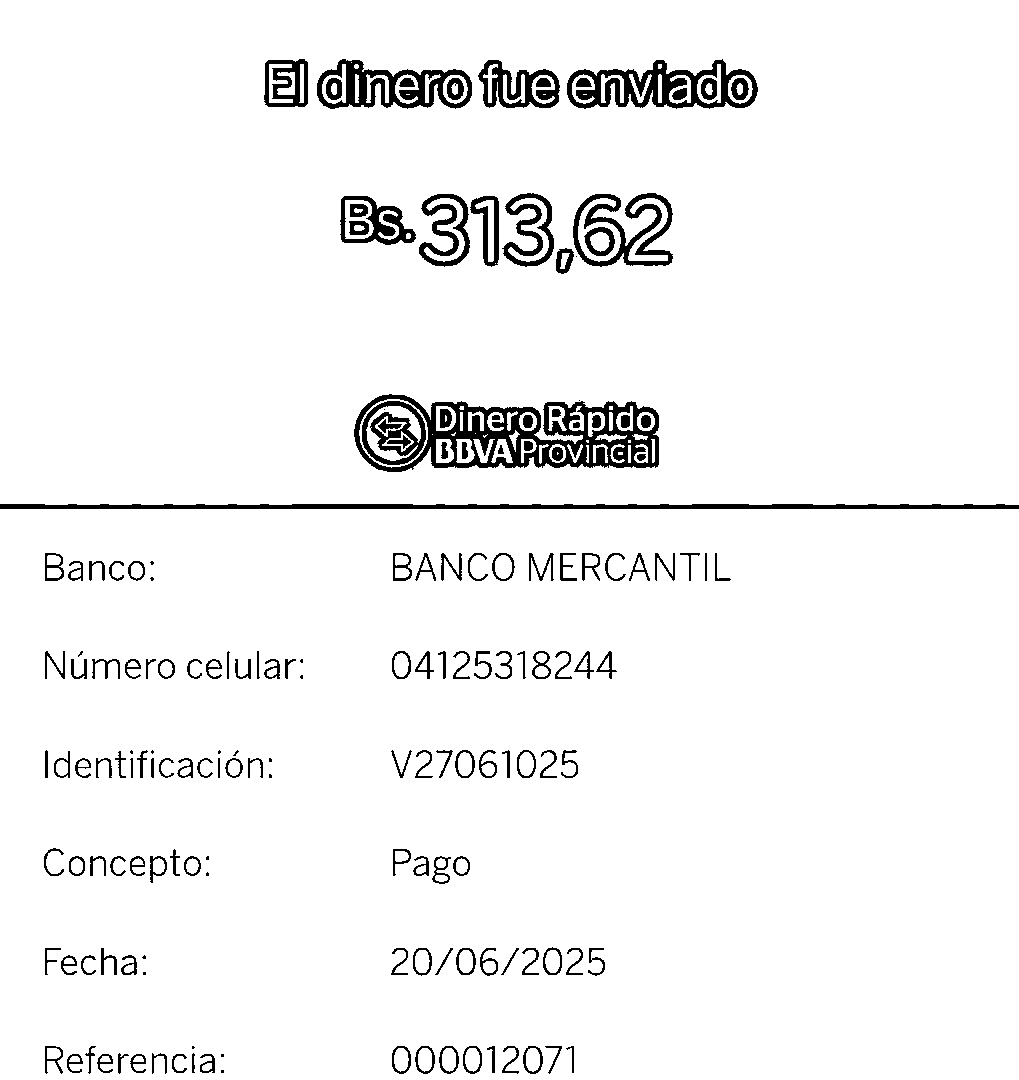 El dinero fue enviado
Bs. 313,62
Dinero Rápido
BBVA Provincial
Banco: BANCO MERCANTIL
Número celular: 04125318244
Identificación: V27061025
Concepto: Pago
Fecha: 20/06/2025
Referencia: 000012071